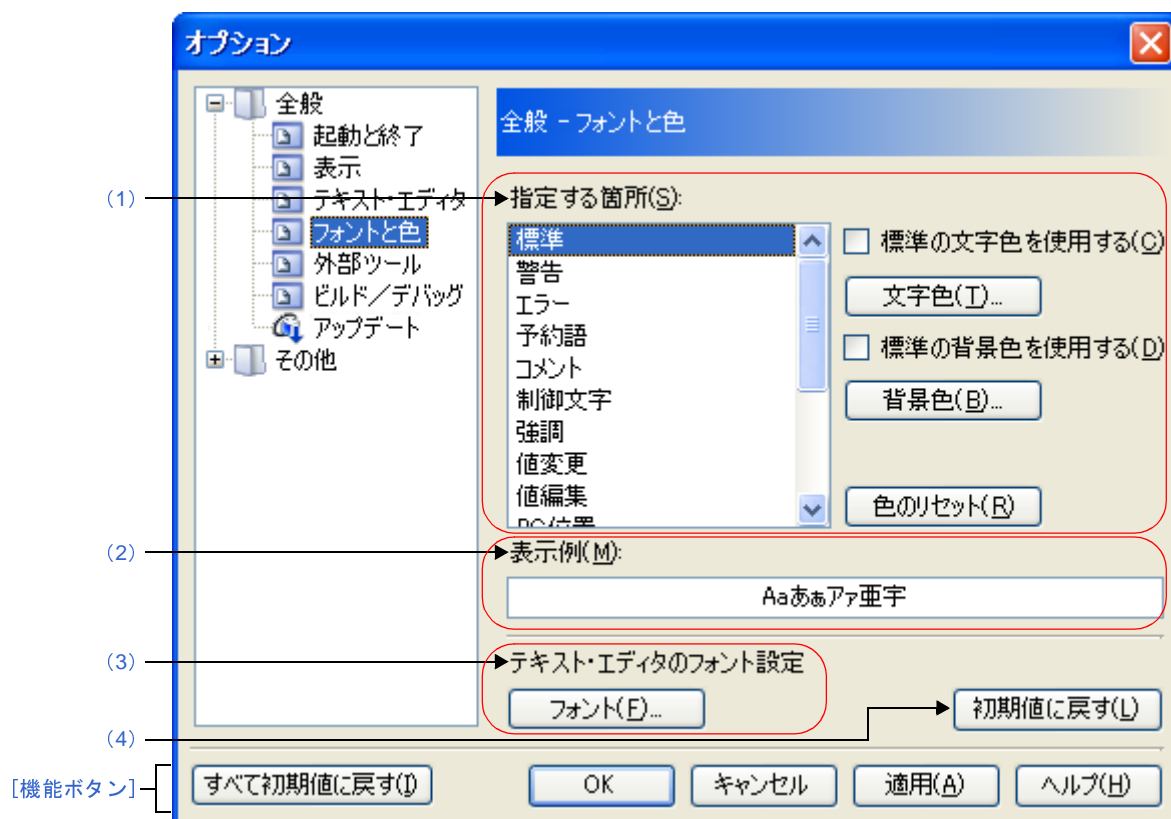 オプション
全般
起動と終了
表示
テキスト・エディタ
フォントと色
外部ツール
ビルド／デバッグ
アップデート
その他
全般 - フォントと色
(1)
指定する箇所(S):
標準
警告
エラー
予約語
コメント
制御文字
強調
値変更
値編集
PC位置
標準の文字色を使用する(C)
文字色(T)...
標準の背景色を使用する(D)
背景色(B)...
色のリセット(R)
(2)
表示例(M):
Aaあぁアァ亜宇
(3)
テキスト・エディタのフォント設定
フォント(F)...
(4)
初期値に戻す(L)
[機能ボタン]
すべて初期値に戻す(I)
OK
キャンセル
適用(A)
ヘルプ(H)